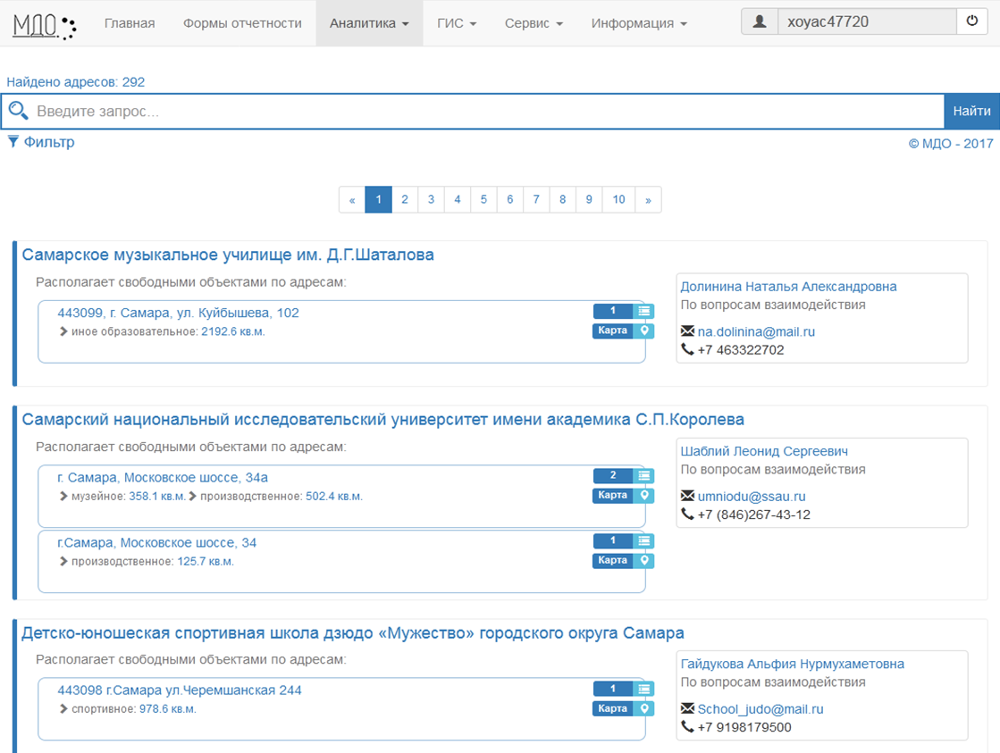 МДО
Главная Формы отчетности Аналитика ГИС Сервис Информация xoyac47720
Найдено адресов: 292
Введите запрос... Найти
Фильтр © МДО - 2017
« 1 2 3 4 5 6 7 8 9 10 »
Самарское музыкальное училище им. Д.Г.Шаталова
Располагает свободными объектами по адресам:
443099, г. Самара, ул. Куйбышева, 102 1
иное образовательное: 2192.6 кв.м. Карта
Долинина Наталья Александровна
По вопросам взаимодействия
na.dolinina@mail.ru
+7 463322702
Самарский национальный исследовательский университет имени академика С.П.Королева
Располагает свободными объектами по адресам:
г. Самара, Московское шоссе, 34а 2
музейное: 358.1 кв.м. производственное: 502.4 кв.м. Карта
г.Самара, Московское шоссе, 34 1
производственное: 125.7 кв.м. Карта
Шаблий Леонид Сергеевич
По вопросам взаимодействия
umniodu@ssau.ru
+7 (846)267-43-12
Детско-юношеская спортивная школа дзюдо «Мужество» городского округа Самара
Располагает свободными объектами по адресам:
443098 г.Самара ул.Черемшанская 244 1
спортивное: 978.6 кв.м. Карта
Гайдукова Альфия Нурмухаметовна
По вопросам взаимодействия
School_judo@mail.ru
+7 9198179500